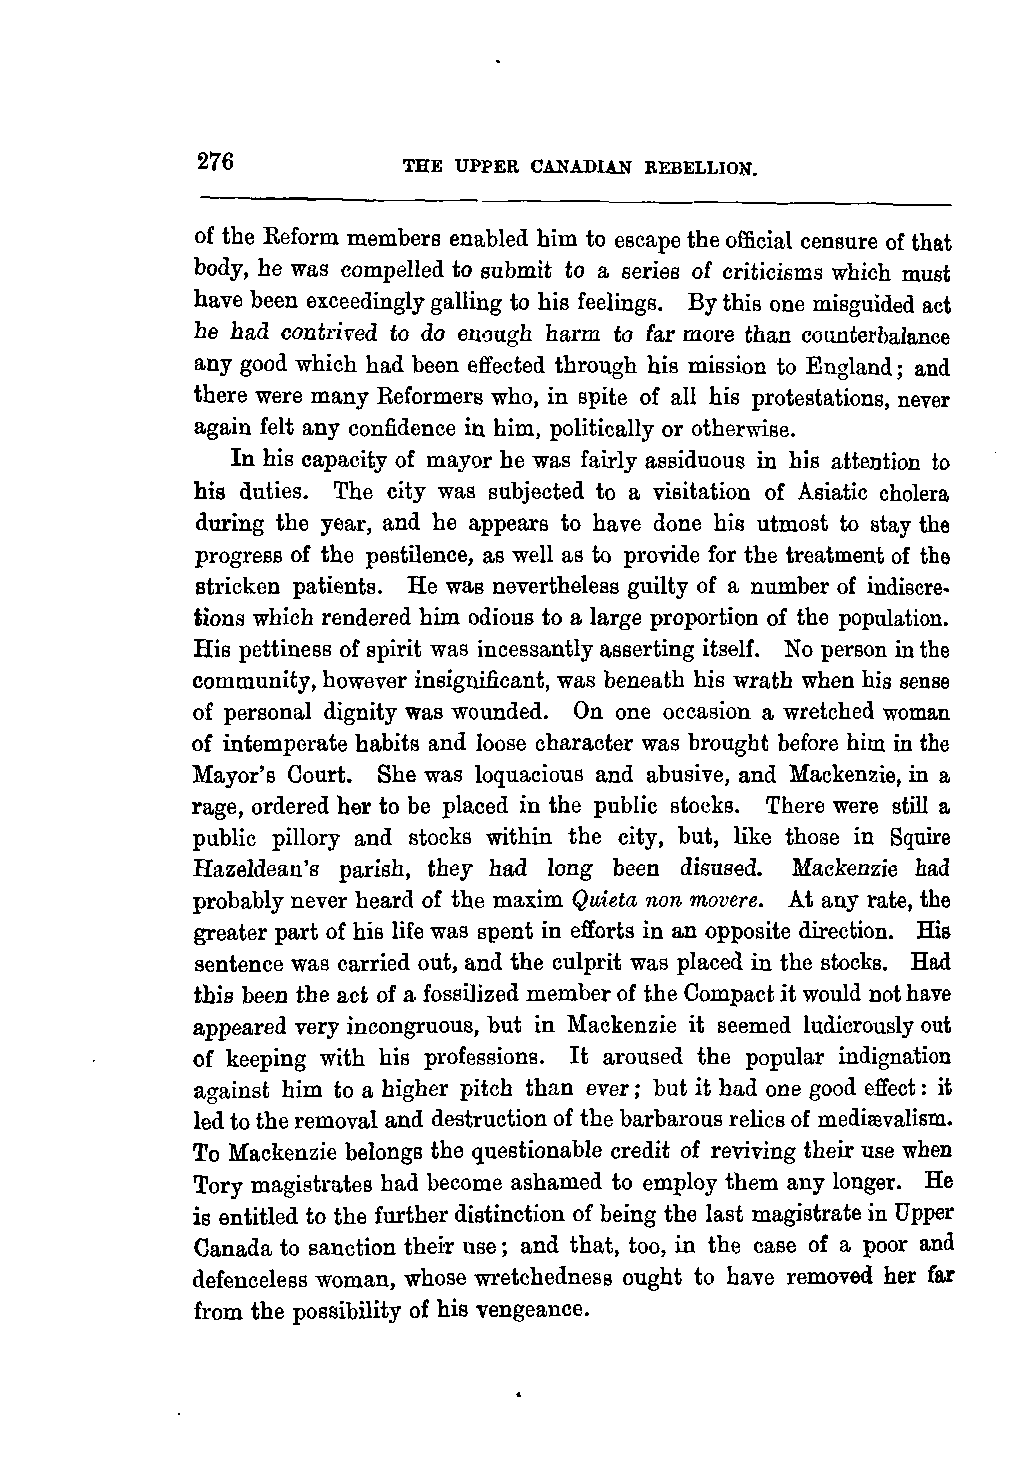 276 THE UPPER CANADIAN REBELLION.
of the Reform members enabled him to escape the official censure of that
body, he was compelled to submit to a series of criticisms which must
have been exceedingly galling to his feelings. By this one misguided act
he had contrived to do enough harm to far more than counterbalance
any good which had been effected through his mission to England; and
there were many Reformers who, in spite of all his protestations, never
again felt any confidence in him, politically or otherwise.
In his capacity of mayor he was fairly assiduous in his attention to
his duties. The city was subjected to a visitation of Asiatic cholera
during the year, and he appears to have done his utmost to stay the
progress of the pestilence, as well as to provide for the treatment of the
stricken patients. He was nevertheless guilty of a number of indiscre-
tions which rendered him odious to a large proportion of the population.
His pettiness of spirit was incessantly asserting itself. No person in the
community, however insignificant, was beneath his wrath when his sense
of personal dignity was wounded. On one occasion a wretched woman
of intemperate habits and loose character was brought before him in the
Mayor's Court. She was loquacious and abusive, and Mackenzie, in a
rage, ordered her to be placed in the public stocks. There were still a
public pillory and stocks within the city, but, like those in Squire
Hazeldean's parish, they had long been disused. Mackenzie had
probably never heard of the maxim Quieta non movere. At any rate, the
greater part of his life was spent in efforts in an opposite direction. His
sentence was carried out, and the culprit was placed in the stocks. Had
this been the act of a fossilized member of the Compact it would not have
appeared very incongruous, but in Mackenzie it seemed ludicrously out
of keeping with his professions. It aroused the popular indignation
against him to a higher pitch than ever; but it had one good effect: it
led to the removal and destruction of the barbarous relics of mediævalism.
To Mackenzie belongs the questionable credit of reviving their use when
Tory magistrates had become ashamed to employ them any longer. He
is entitled to the further distinction of being the last magistrate in Upper
Canada to sanction their use; and that, too, in the case of a poor and
defenceless woman, whose wretchedness ought to have removed her far
from the possibility of his vengeance.